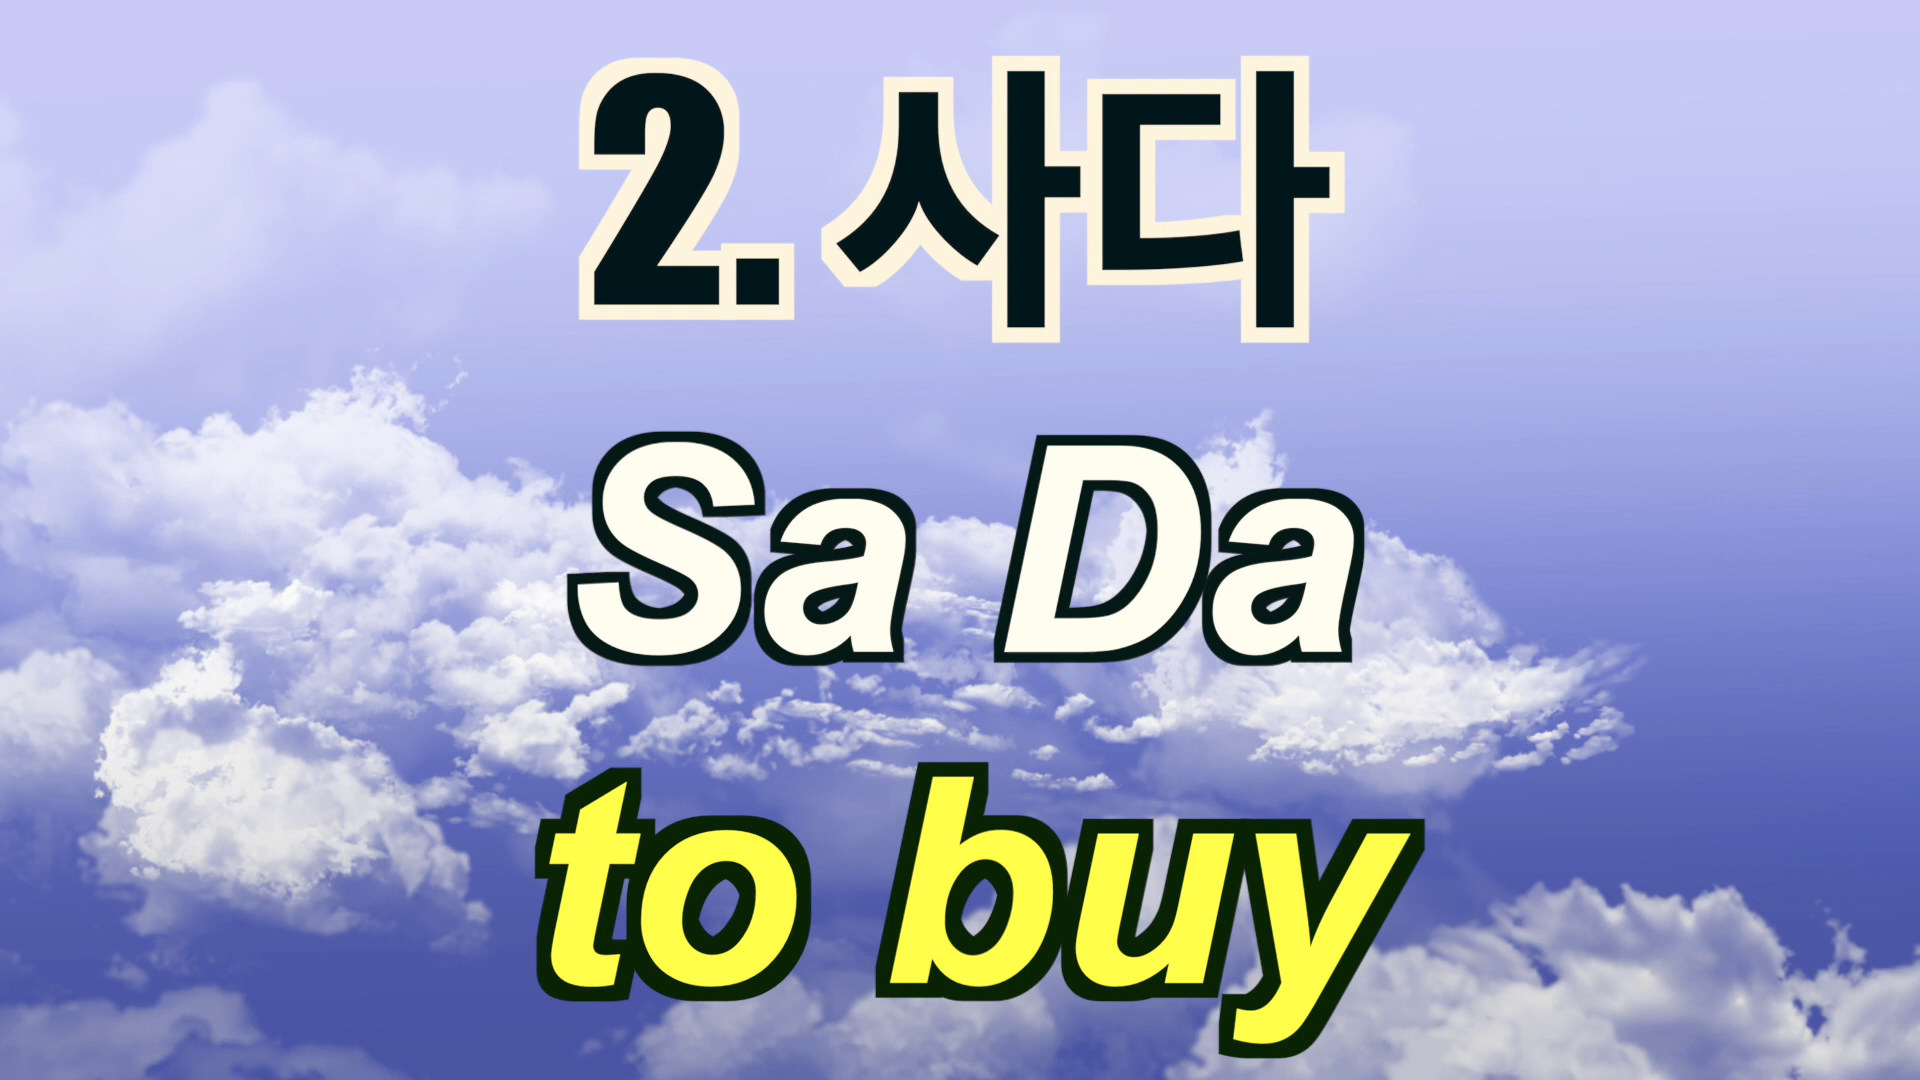 2. 사다
Sa Da
to buy